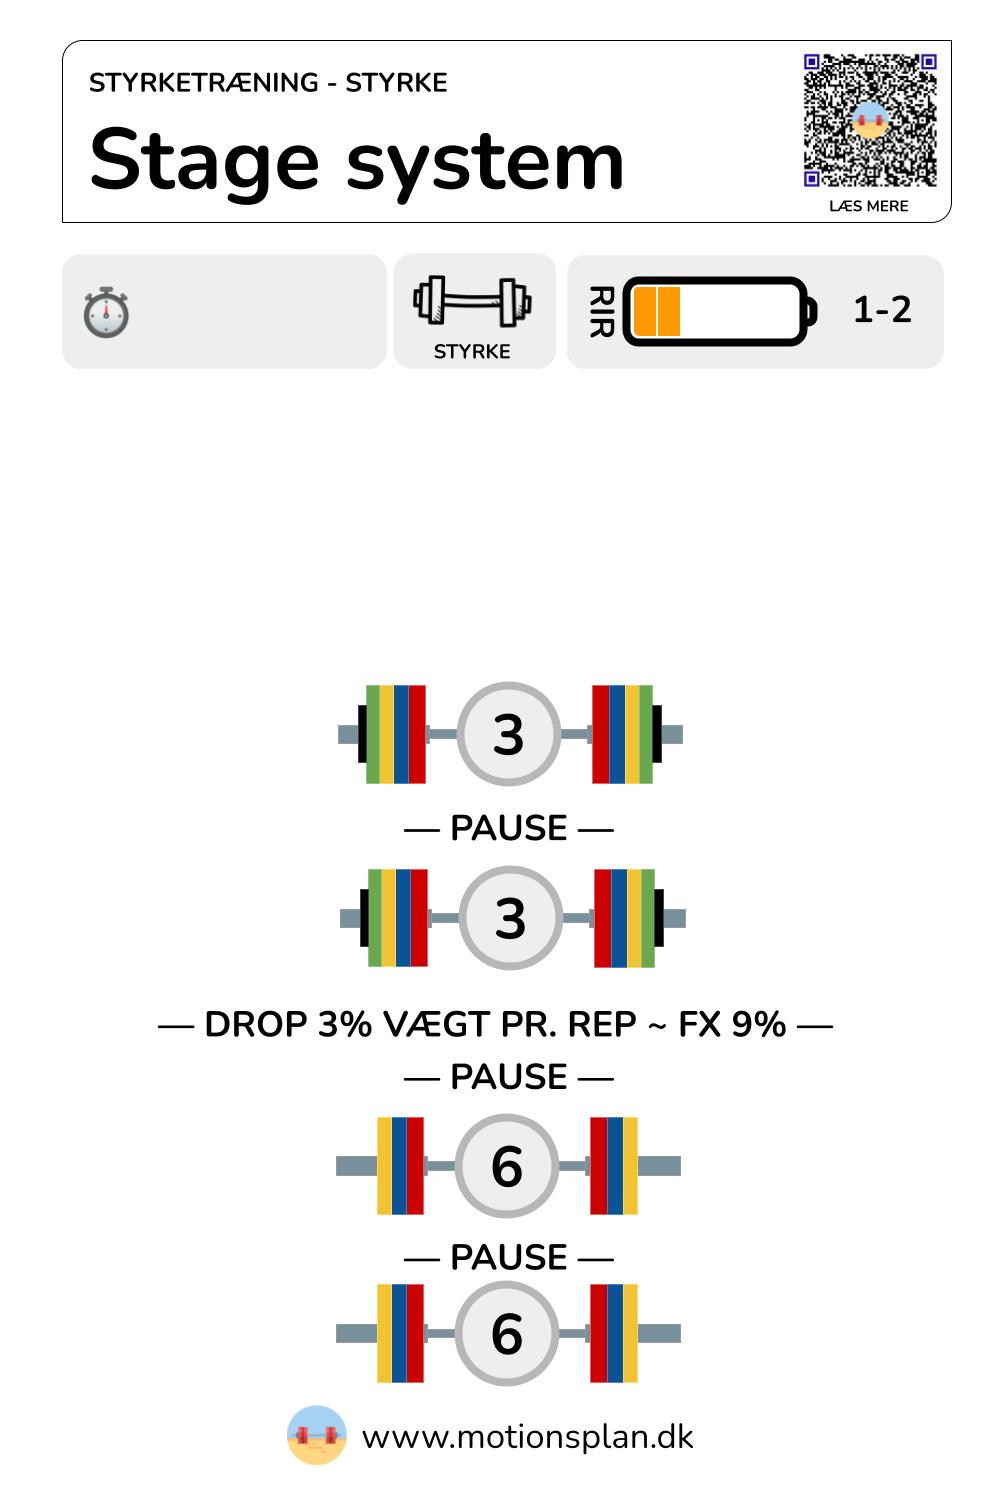 STYRKETRÆNING - STYRKE
Stage system
LÆS MERE
STYRKE
RIR
1-2
3
— PAUSE —
3
— DROP 3% VÆGT PR. REP ~ FX 9% —
— PAUSE —
6
— PAUSE —
6
www.motionsplan.dk